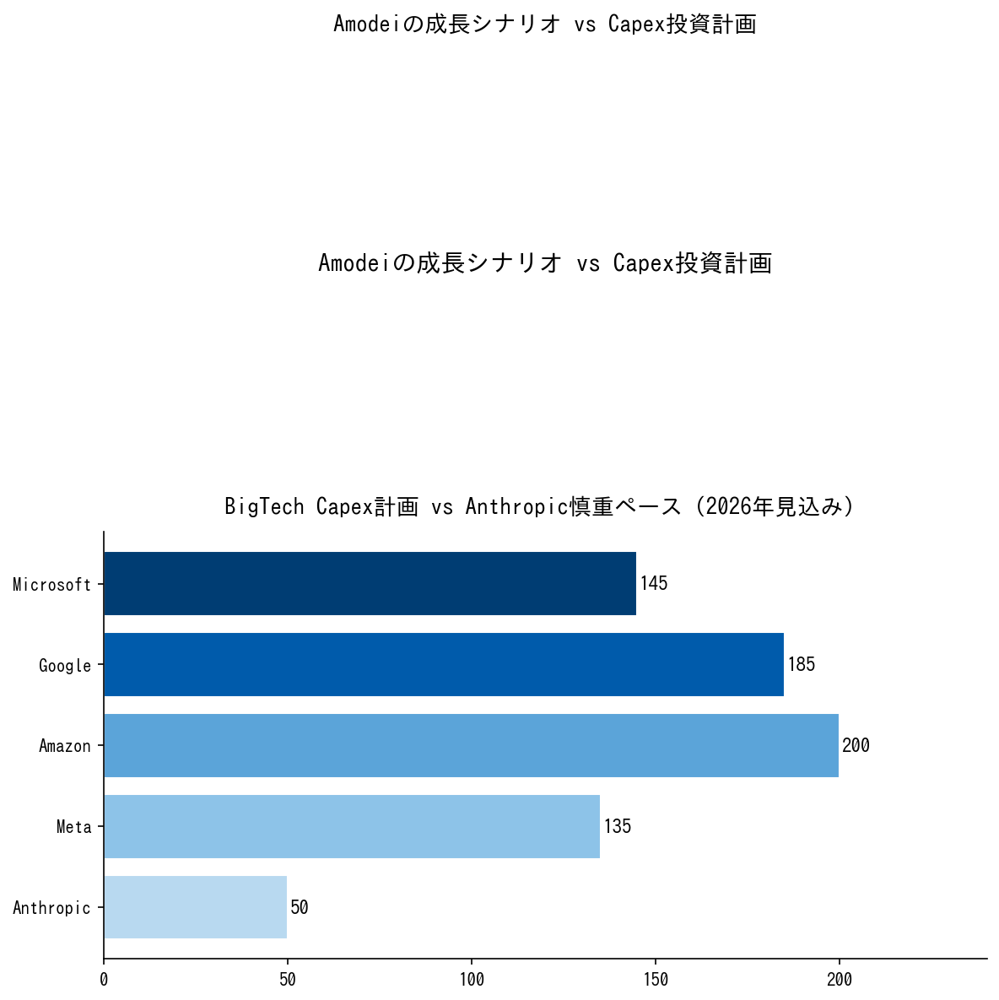 Amodeiの成長シナリオ vs Capex投資計画
Amodeiの成長シナリオ vs Capex投資計画
BigTech Capex計画 vs Anthropic慎重ペース (2026年見込み)
Microsoft 145
Google 185
Amazon 200
Meta 135
Anthropic 50
0 50 100 150 200